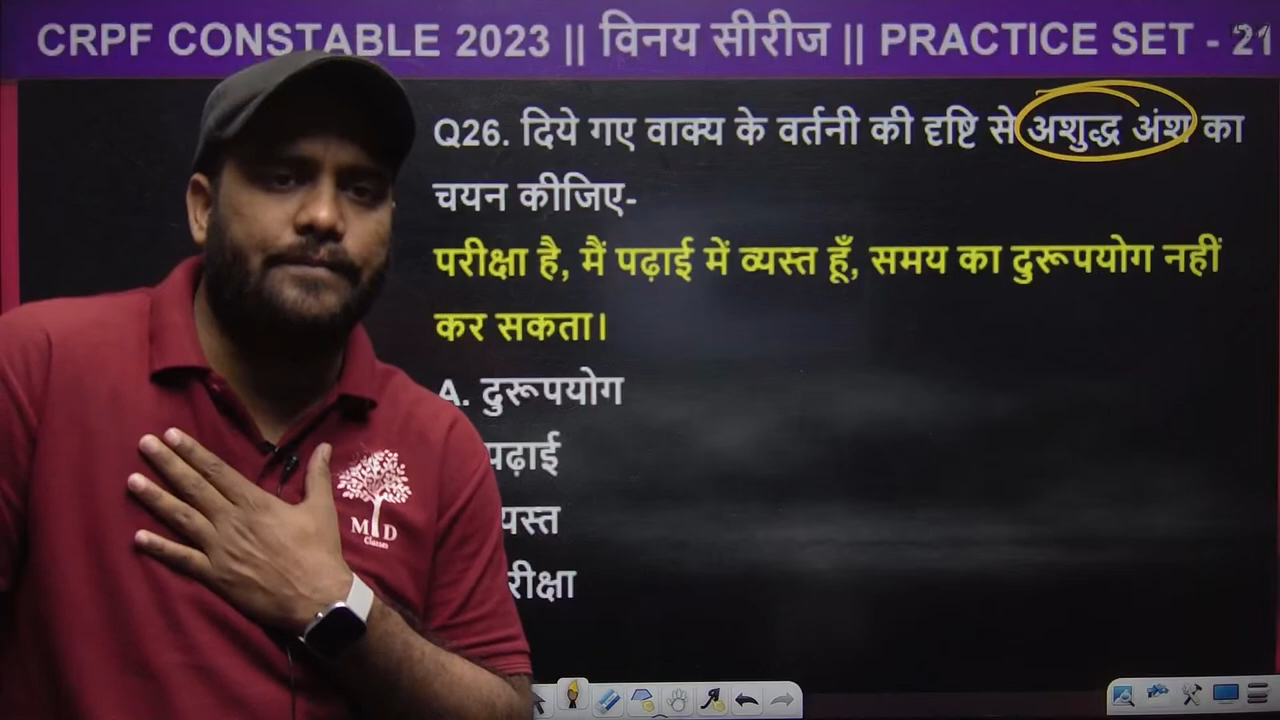 CRPF CONSTABLE 2023 || विनय सीरीज || PRACTICE SET - 21
Q26. दिये गए वाक्य के वर्तनी की दृष्टि से अशुद्ध अंश का
चयन कीजिए-
परीक्षा है, मैं पढ़ाई में व्यस्त हूँ, समय का दुरूपयोग नहीं
कर सकता।
A. दुरूपयोग
पढ़ाई
यस्त
रीक्षा
M D
Classes